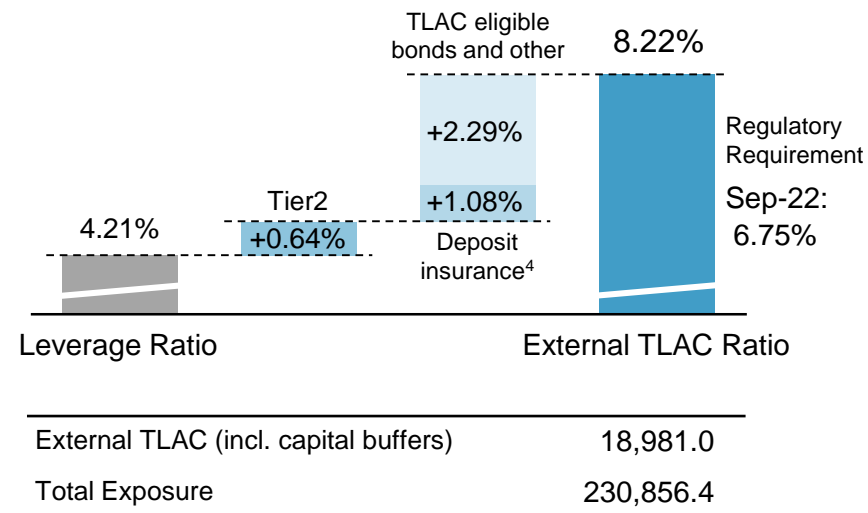 TLAC eligible
bonds and other
8.22%
+2.29%
Regulatory
Requirement
Tier2
+1.08%
Sep-22:
4.21%
+0.64%
Deposit
6.75%
insurance4
Leverage Ratio
External TLAC Ratio
External TLAC (incl. capital buffers) 18,981.0
Total Exposure 230,856.4